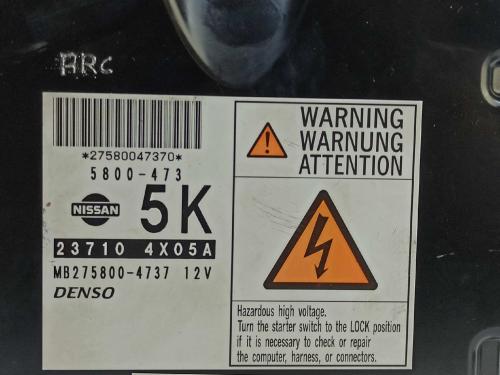 BRC
*27580047370*
5800-473
NISSAN 5K
23710 4X05A
MB275800-4737 12V
DENSO
WARNING
WARNUNG
ATTENTION
Hazardous high voltage.
Turn the starter switch to the LOCK position
if it is necessary to check or repair
the computer, harness, or connectors.